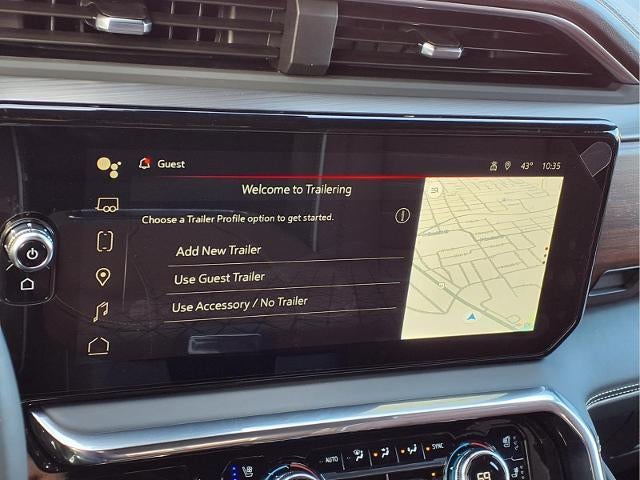 Guest
43° 10:35
Welcome to Trailering
Choose a Trailer Profile option to get started.
Add New Trailer
Use Guest Trailer
Use Accessory / No Trailer
AUTO
SYNC